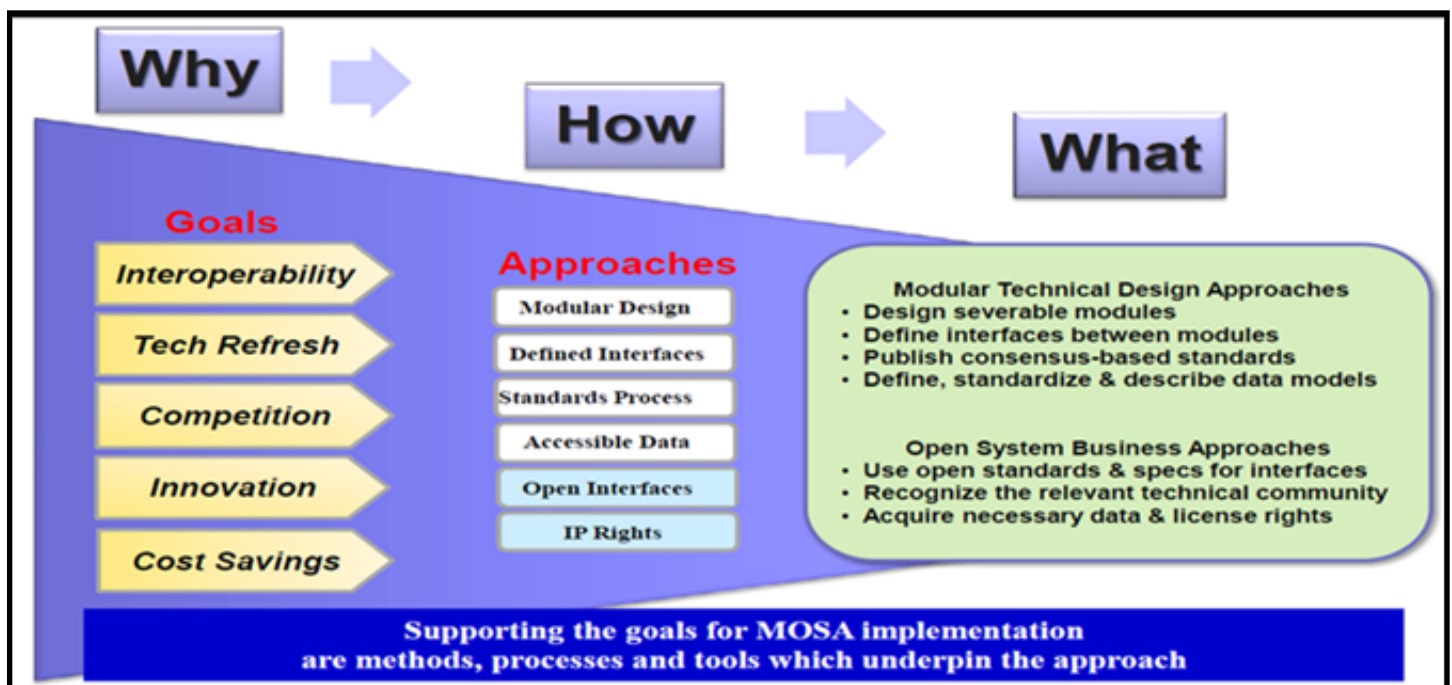 Why
How
What
Goals
Interoperability
Tech Refresh
Competition
Innovation
Cost Savings
Approaches
Modular Design
Defined Interfaces
Standards Process
Accessible Data
Open Interfaces
IP Rights
Modular Technical Design Approaches
• Design severable modules
• Define interfaces between modules
• Publish consensus-based standards
• Define, standardize & describe data models
Open System Business Approaches
• Use open standards & specs for interfaces
• Recognize the relevant technical community
• Acquire necessary data & license rights
Supporting the goals for MOSA implementation
are methods, processes and tools which underpin the approach